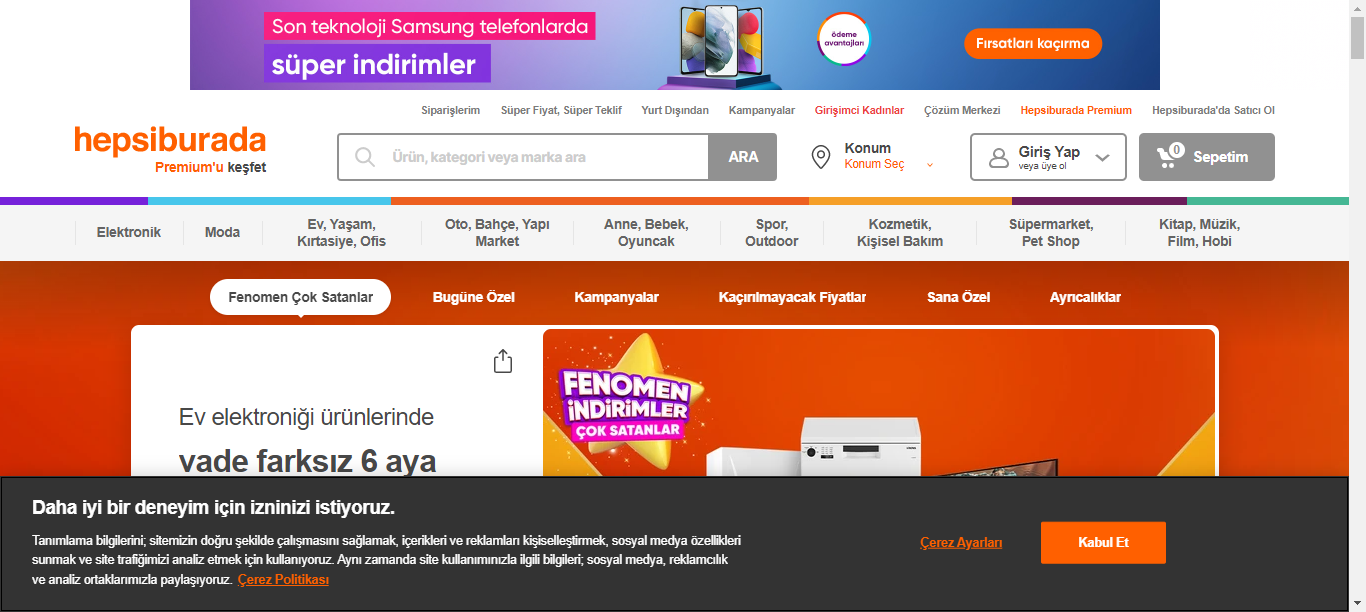 Son teknoloji Samsung telefonlarda
süper indirimler
ödeme
avantajları
Fırsatları kaçırma
Siparişlerim Süper Fiyat, Süper Teklif Yurt Dışından Kampanyalar Girişimci Kadınlar Çözüm Merkezi Hepsiburada Premium Hepsiburada'da Satıcı Ol
hepsiburada
Premium'u keşfet
Ürün, kategori veya marka ara
ARA
Konum
Konum Seç
Giriş Yap
veya üye ol
0
Sepetim
Elektronik
Moda
Ev, Yaşam,
Kırtasiye, Ofis
Oto, Bahçe, Yapı
Market
Anne, Bebek,
Oyuncak
Spor,
Outdoor
Kozmetik,
Kişisel Bakım
Süpermarket,
Pet Shop
Kitap, Müzik,
Film, Hobi
Fenomen Çok Satanlar Bugüne Özel Kampanyalar Kaçırılmayacak Fiyatlar Sana Özel Ayrıcalıklar
Ev elektroniği ürünlerinde
vade farksız 6 aya
FENOMEN
İNDİRİMLER
ÇOK SATANLAR
Daha iyi bir deneyim için izninizi istiyoruz.
Tanımlama bilgilerini; sitemizin doğru şekilde çalışmasını sağlamak, içerikleri ve reklamları kişiselleştirmek, sosyal medya özellikleri
sunmak ve site trafiğimizi analiz etmek için kullanıyoruz. Aynı zamanda site kullanımınızla ilgili bilgileri; sosyal medya, reklamcılık
ve analiz ortaklarımızla paylaşıyoruz. Çerez Politikası
Çerez Ayarları
Kabul Et